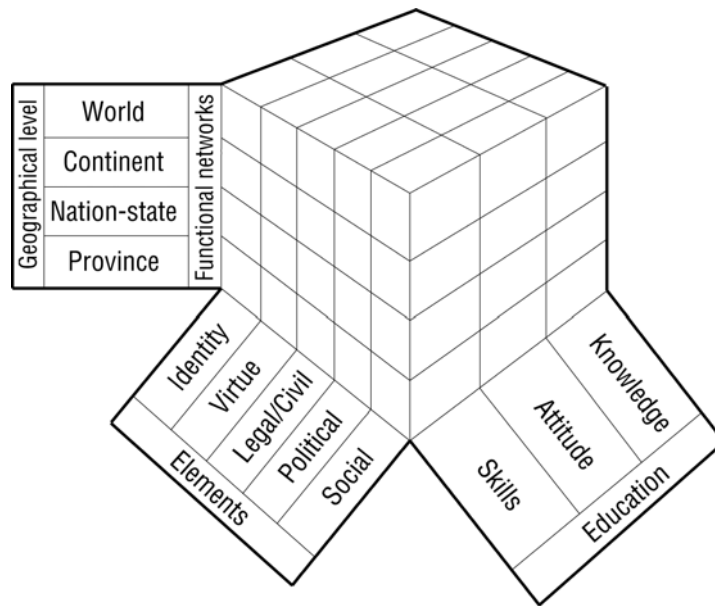 Geographical level
World
Continent
Nation-state
Province
Functional networks
Identity
Virtue
Legal/Civil
Political
Social
Elements
Skills
Attitude
Knowledge
Education